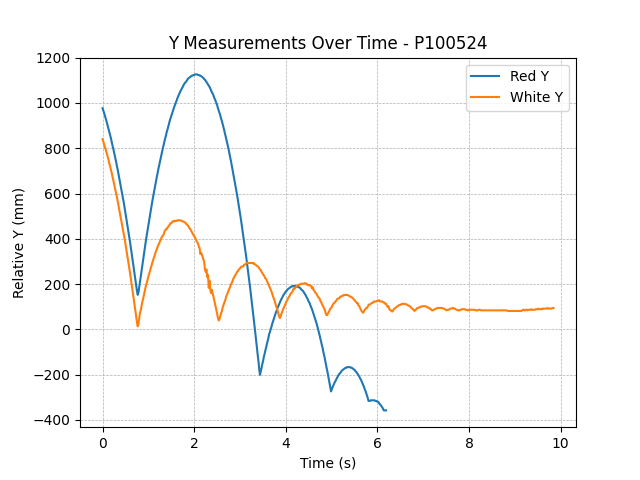 Y Measurements Over Time - P100524
Red Y
White Y
1200
1000
800
600
400
200
0
−200
−400
Relative Y (mm)
0 2 4 6 8 10
Time (s)